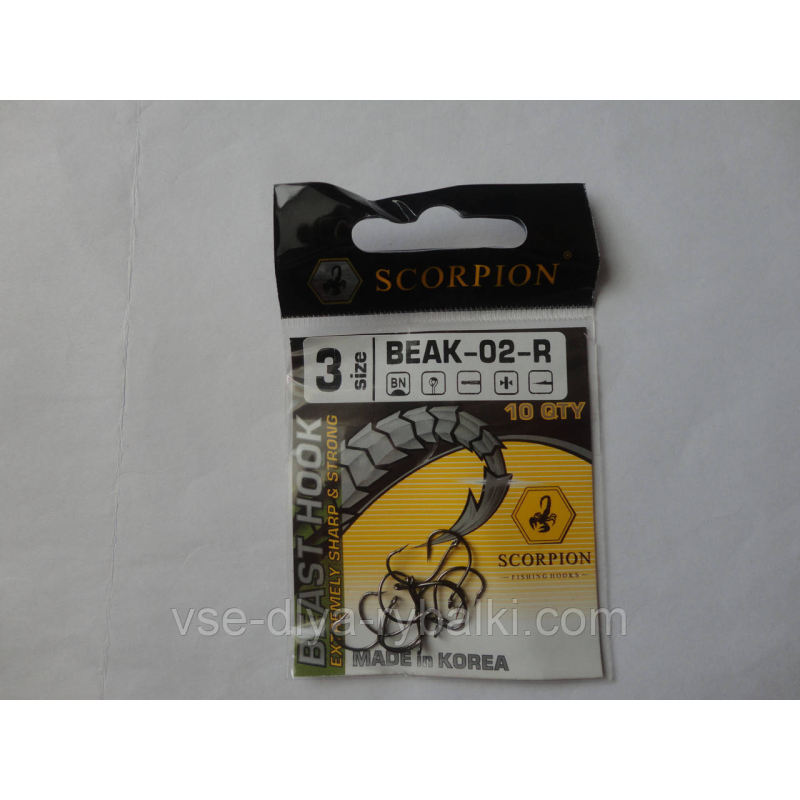 SCORPION ®
3 size
BEAK-02-R
BN
10 QTY
BEAST HOOK
EXTREMELY SHARP & STRONG
SCORPION
- FISHING HOOKS -
vse-diva-rybalki.com
MADE in KOREA